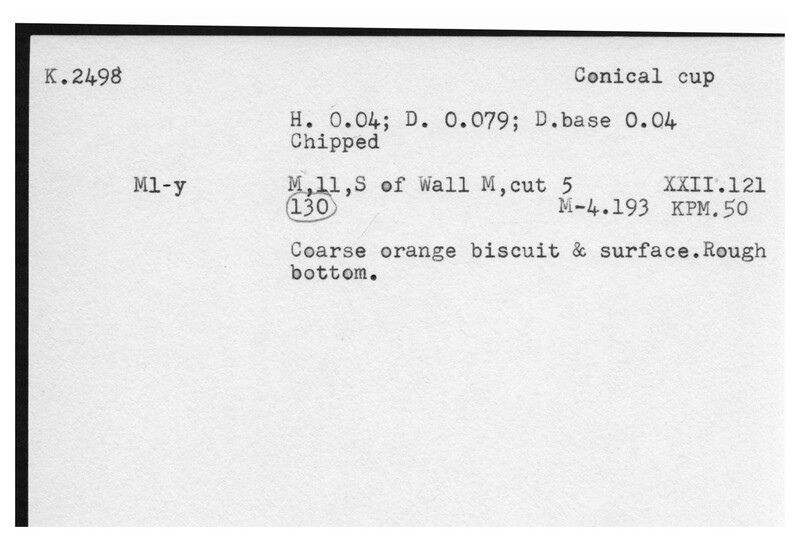 K.2498 Conical cup
H. 0.04; D. 0.079; D.base 0.04
Chipped
Ml-y M,ll,S of Wall M,cut 5 XXII.121
130 M-4.193 KPM.50
Coarse orange biscuit & surface.Rough
bottom.